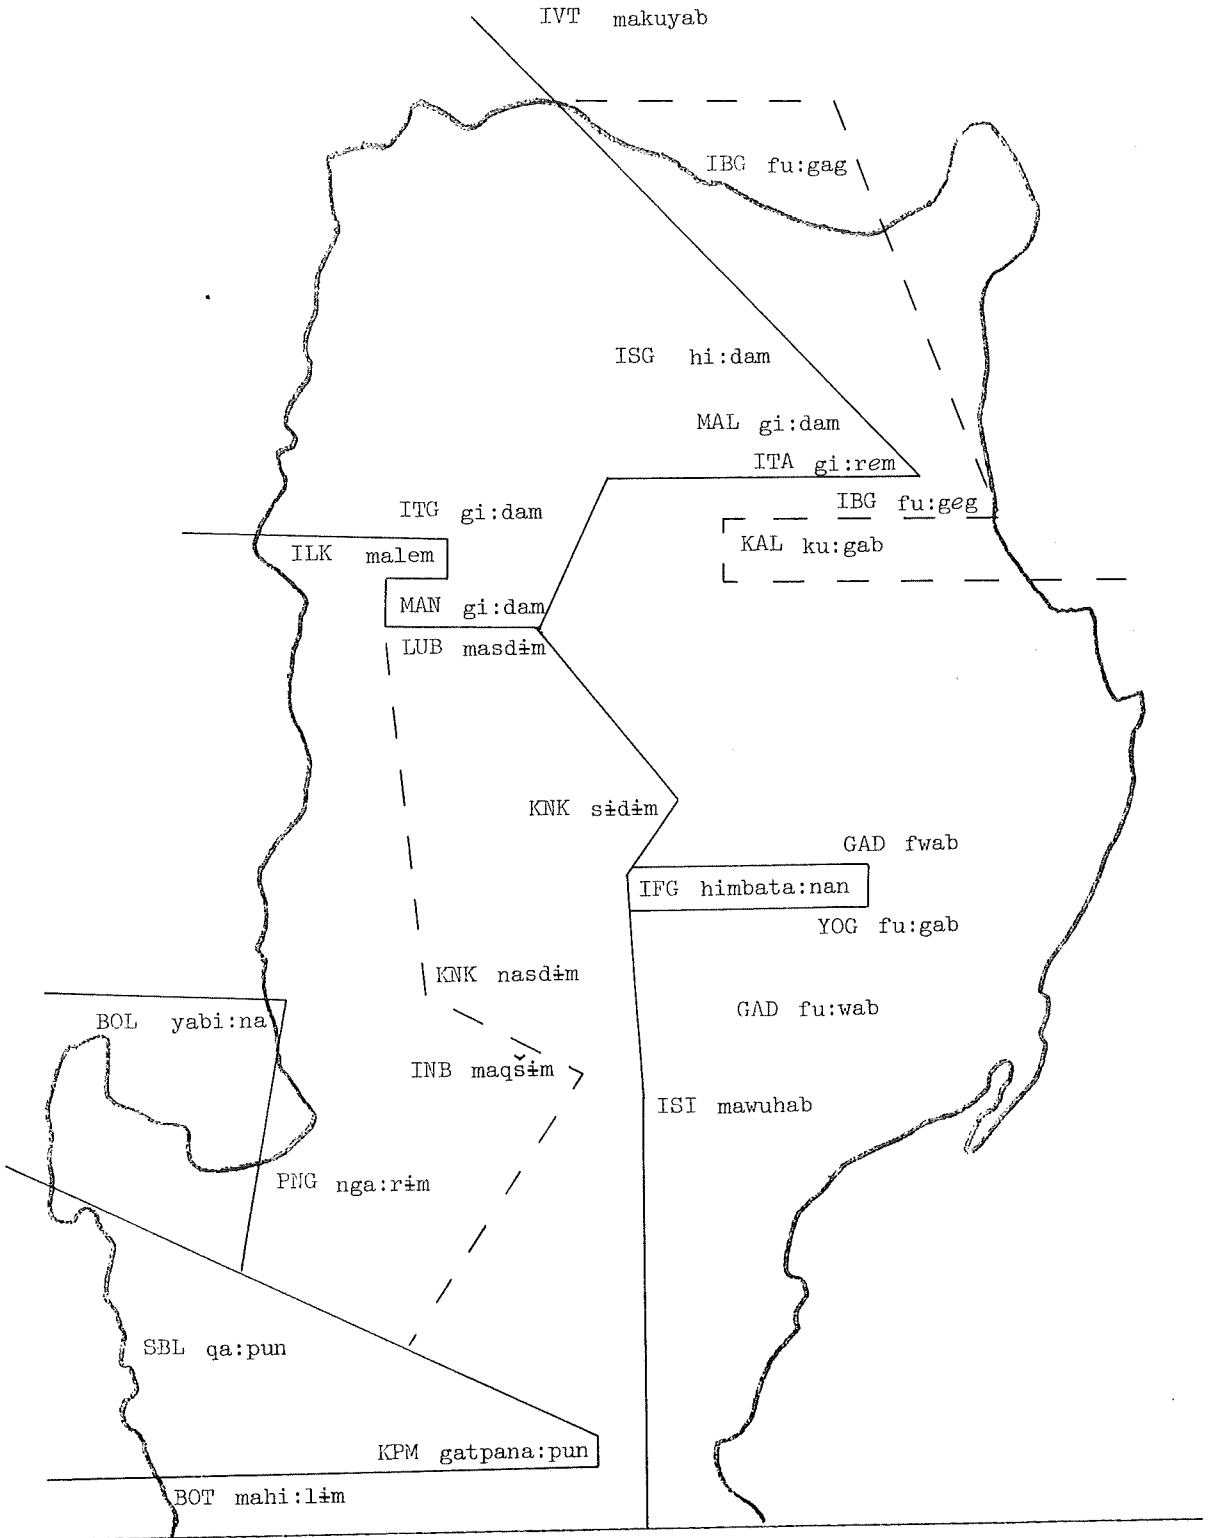 IVT makuyab
IBG fu:gag
ISG hi:dam
MAL gi:dam
ITA gi:rem
IBG fu:geg
ITG gi:dam
KAL ku:gab
ILK malem
MAN gi:dam
LUB masdɨm
KNK sɨdɨm
GAD fwab
IFG himbata:nan
YOG fu:gab
KNK nasdɨm
GAD fu:wab
BOL yabi:na
INB maqšɨm
ISI mawuhab
PNG nga:rɨm
SBL qa:pun
KPM gatpana:pun
BOT mahi:lɨm